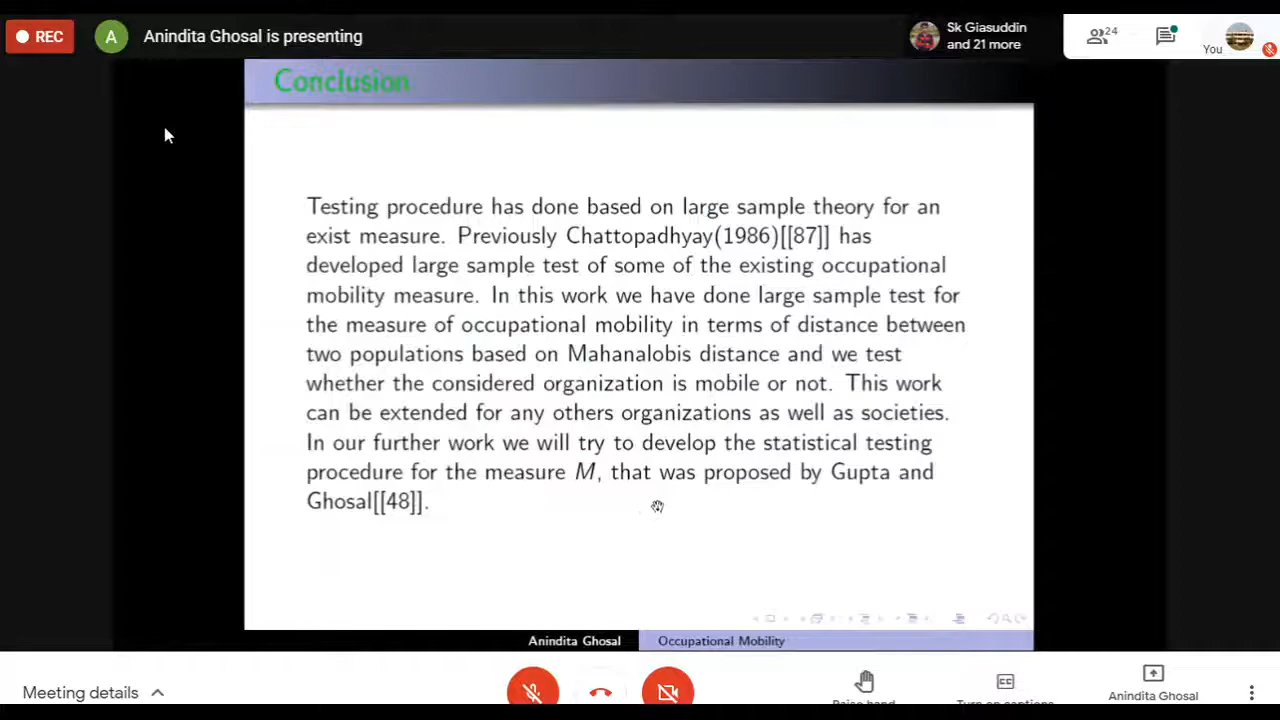 REC
A
Anindita Ghosal is presenting
Sk Giasuddin
and 21 more
24
You
Conclusion
Testing procedure has done based on large sample theory for an
exist measure. Previously Chattopadhyay(1986)[[87]] has
developed large sample test of some of the existing occupational
mobility measure. In this work we have done large sample test for
the measure of occupational mobility in terms of distance between
two populations based on Mahanalobis distance and we test
whether the considered organization is mobile or not. This work
can be extended for any others organizations as well as societies.
In our further work we will try to develop the statistical testing
procedure for the measure M, that was proposed by Gupta and
Ghosal[[48]].
Anindita Ghosal
Occupational Mobility
Meeting details
Raise hand
CC
Turn on captions
Anindita Ghosal